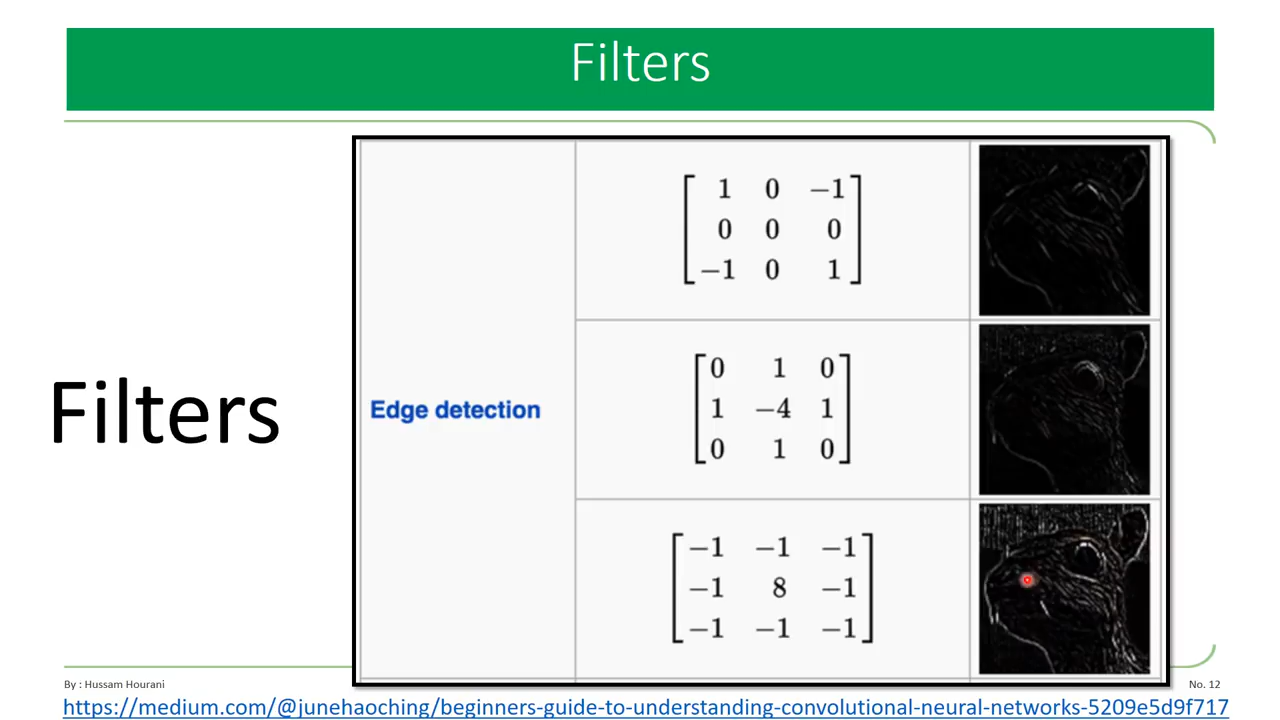 Filters
Filters
Edge detection
1 0 −1
0 0 0
−1 0 1
0 1 0
1 −4 1
0 1 0
−1 −1 −1
−1 8 −1
−1 −1 −1
By : Hussam Hourani
No. 12
https://medium.com/@junehaoching/beginners-guide-to-understanding-convolutional-neural-networks-5209e5d9f717